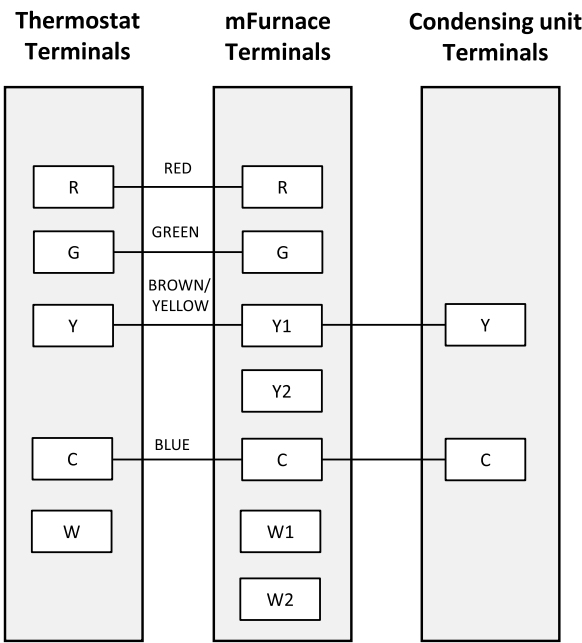 Thermostat
Terminals
mFurnace
Terminals
Condensing unit
Terminals
R
RED
R
G
GREEN
G
BROWN/
YELLOW
Y
Y1
Y
Y2
C
BLUE
C
C
W
W1
W2